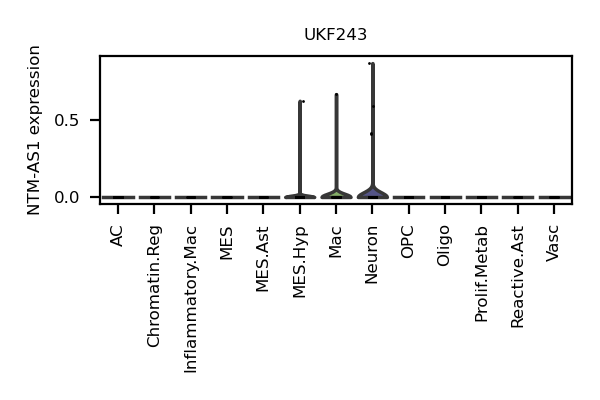 UKF243
NTM-AS1 expression
0.5
0.0
AC
Chromatin.Reg
Inflammatory.Mac
MES
MES.Ast
MES.Hyp
Mac
Neuron
OPC
Oligo
Prolif.Metab
Reactive.Ast
Vasc